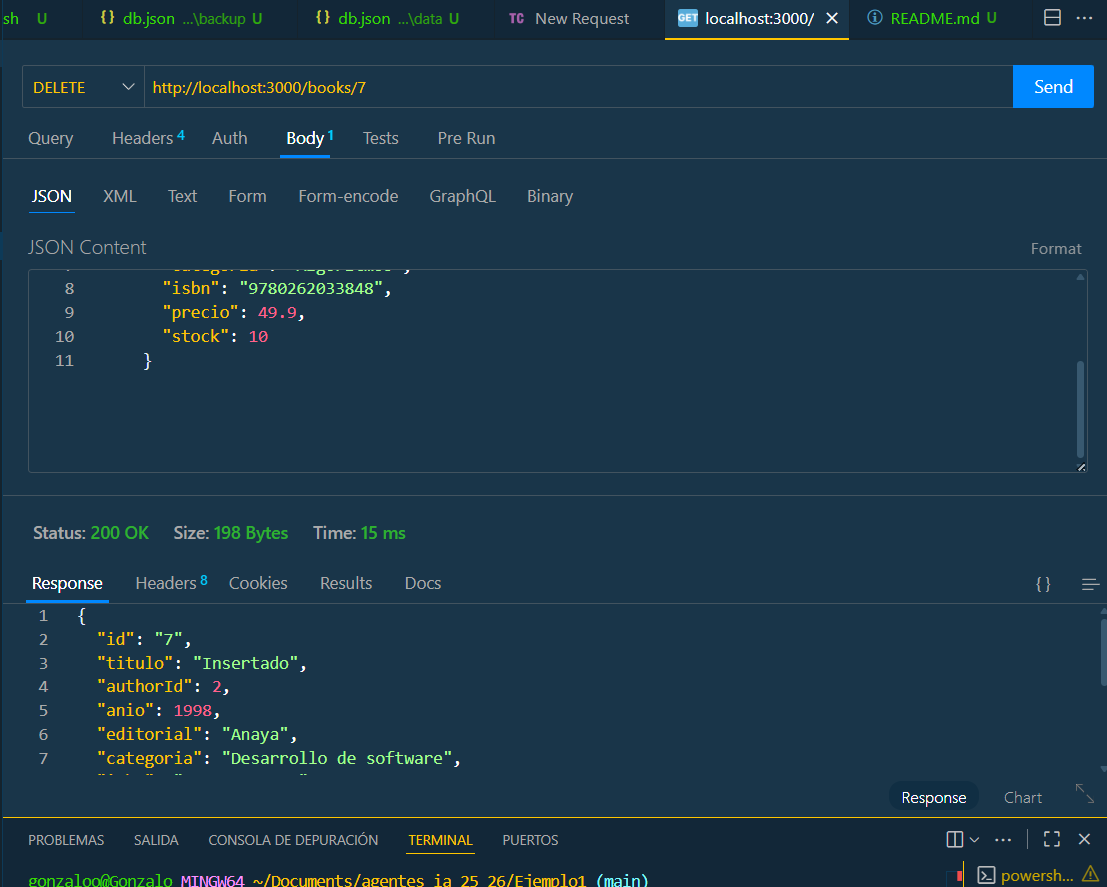 sh U {} db.json ...\backup U {} db.json ...\data U TC New Request GET localhost:3000/ README.md U
DELETE http://localhost:3000/books/7 Send
Query Headers 4 Auth Body 1 Tests Pre Run
JSON XML Text Form Form-encode GraphQL Binary
JSON Content Format
8 "isbn": "9780262033848",
9 "precio": 49.9,
10 "stock": 10
11 }
Status: 200 OK Size: 198 Bytes Time: 15 ms
Response Headers 8 Cookies Results Docs {}
1 {
2 "id": "7",
3 "titulo": "Insertado",
4 "authorId": 2,
5 "anio": 1998,
6 "editorial": "Anaya",
7 "categoria": "Desarrollo de software",
Response Chart
PROBLEMAS SALIDA CONSOLA DE DEPURACIÓN TERMINAL PUERTOS
gonzaloo@Gonzalo MINGW64 ~/Documents/agentes_ia_25_26/Ejemplo1 (main)
powersh...